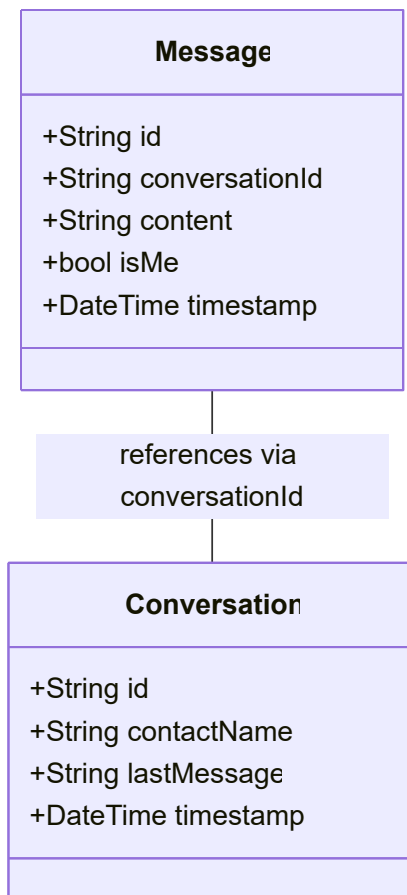 Message
+String id
+String conversationId
+String content
+bool isMe
+DateTime timestamp
references via
conversationId
Conversation
+String id
+String contactName
+String lastMessage
+DateTime timestamp